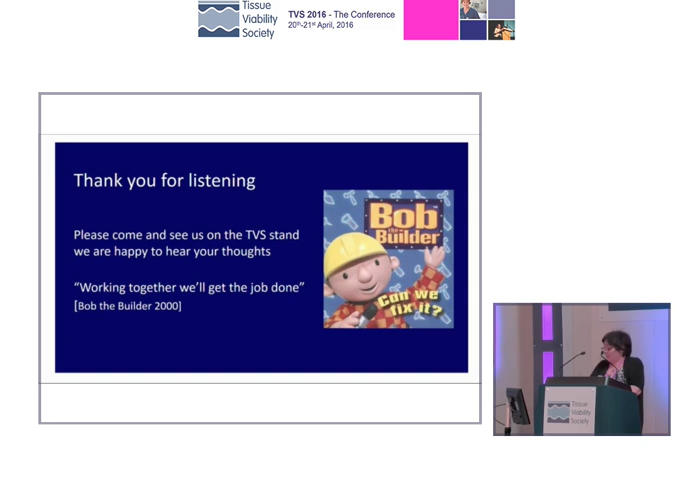 Tissue
Viability
Society
TVS 2016 - The Conference
20th-21st April, 2016
Thank you for listening
Please come and see us on the TVS stand
we are happy to hear your thoughts
“Working together we’ll get the job done”
[Bob the Builder 2000]
Bob
the
Builder
Can we
fix it?
Tissue
Viability
Society